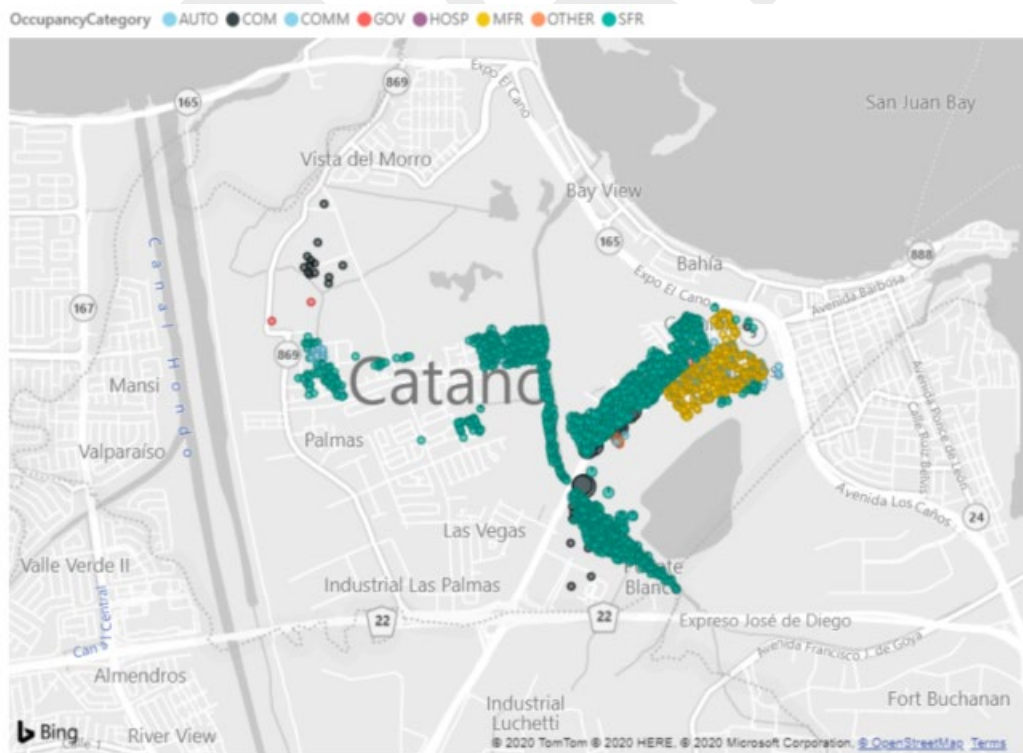 OccupancyCategory AUTO COM COMM GOV HOSP MFR OTHER SFR
165
869
Expo El Cano
San Juan Bay
Vista del Morro
Bay View
165
Bahía
888
Expo El Cano
Avenida Barbosa
167
Canal Hondo
869
Catano
Mansi
Palmas
Valparaíso
Avenida Ponce de León
Calle Ruiz Belvis
Avenida Los Caños
24
Las Vegas
Valle Verde II
Industrial Las Palmas
Blanc
22
22
Expreso José de Diego
Avenida Francisco J. de Goya
Almendros
Fort Buchanan
Industrial
Luchetti
Bing
River View
© 2020 TomTom © 2020 HERE, © 2020 Microsoft Corporation, © OpenStreetMap Terms